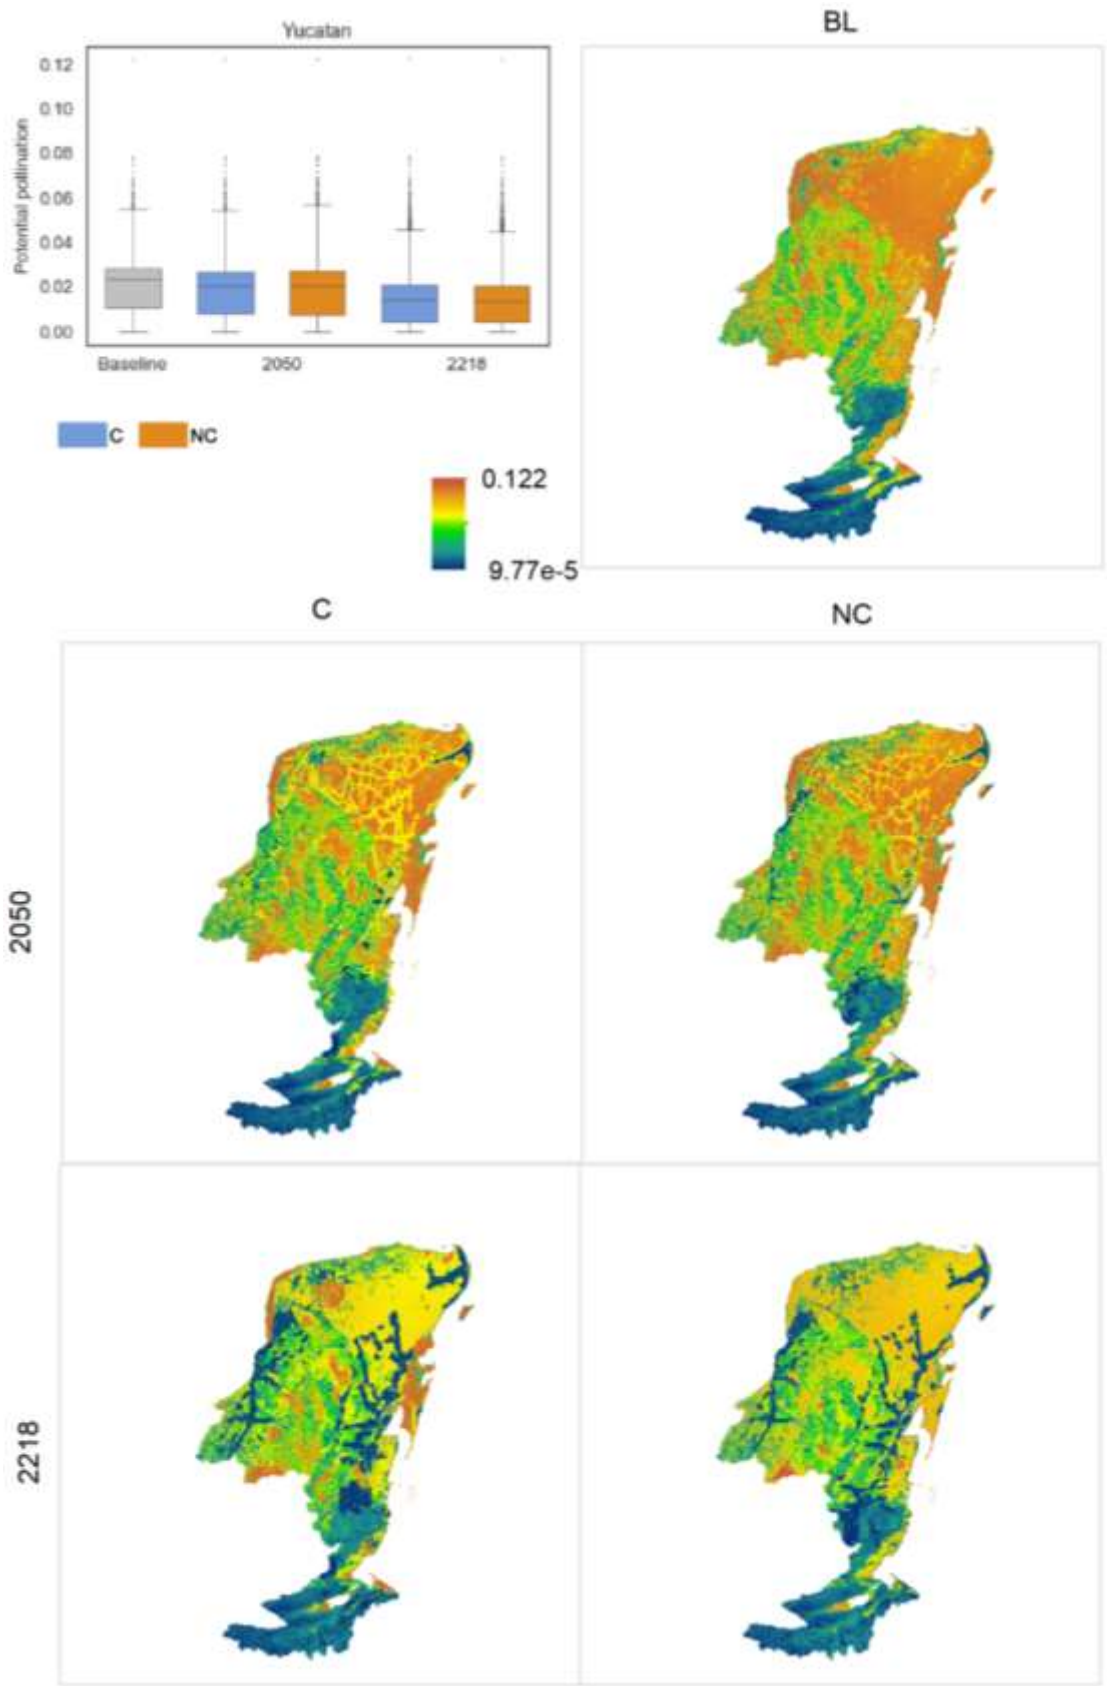 Yucatan
BL
Potential pollination
0.12
0.10
0.08
0.06
0.04
0.02
0.00
Baseline 2050 2218
C NC
0.122
9.77e-5
C NC
2050
2218